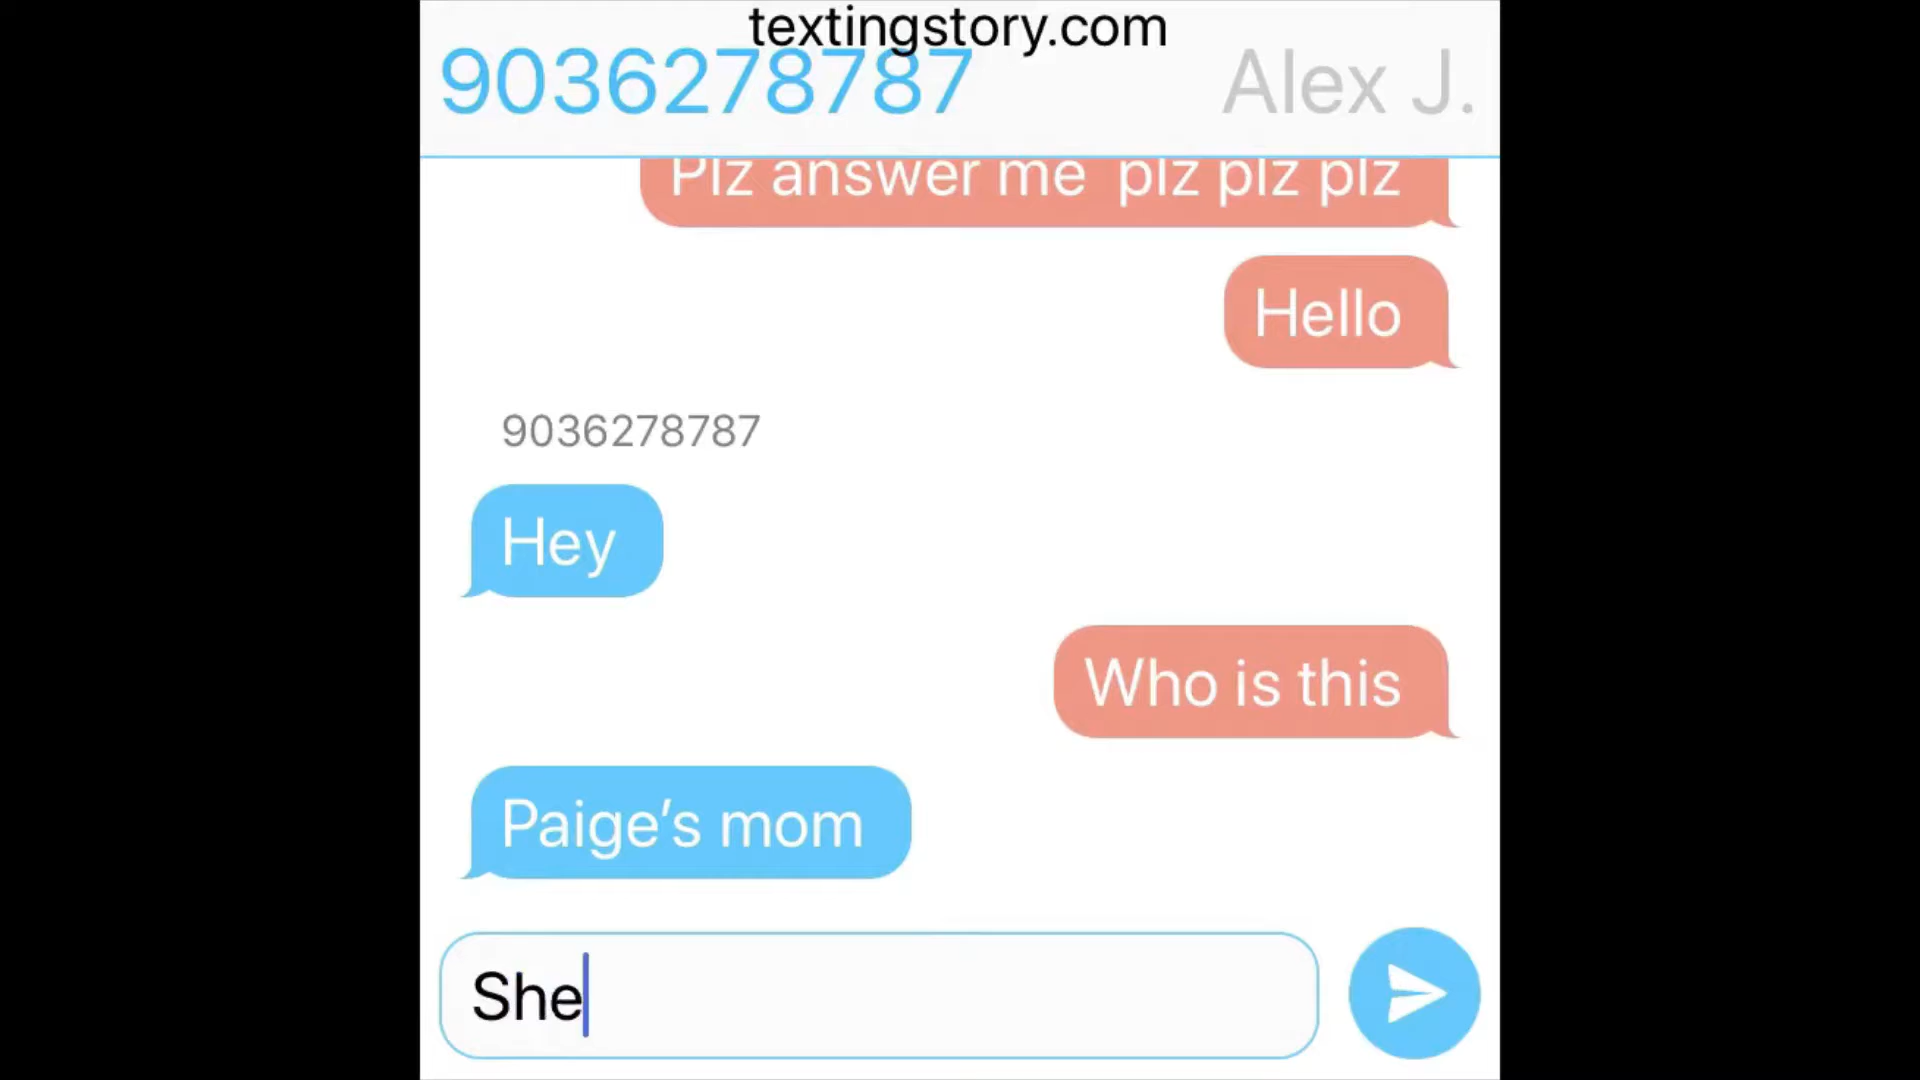 textingstory.com
9036278787 Alex J.
Plz answer me  plz plz plz
Hello
9036278787
Hey
Who is this
Paige’s mom
She